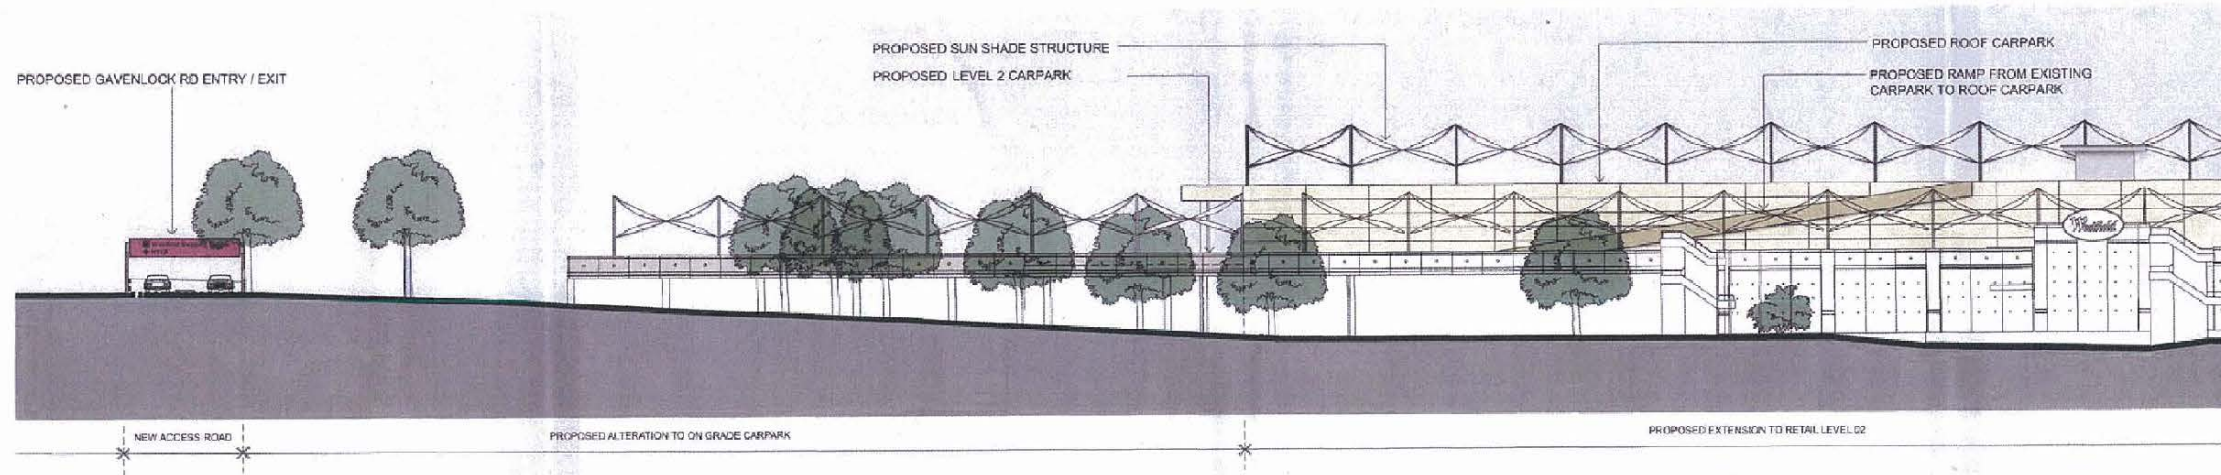 PROPOSED SUN SHADE STRUCTURE
PROPOSED ROOF CARPARK
PROPOSED GAVENLOCK RD ENTRY / EXIT
PROPOSED LEVEL 2 CARPARK
PROPOSED RAMP FROM EXISTING
CARPARK TO ROOF CARPARK
Westfield
NEW ACCESS ROAD
PROPOSED ALTERATION TO ON GRADE CARPARK
PROPOSED EXTENSION TO RETAIL LEVEL 02